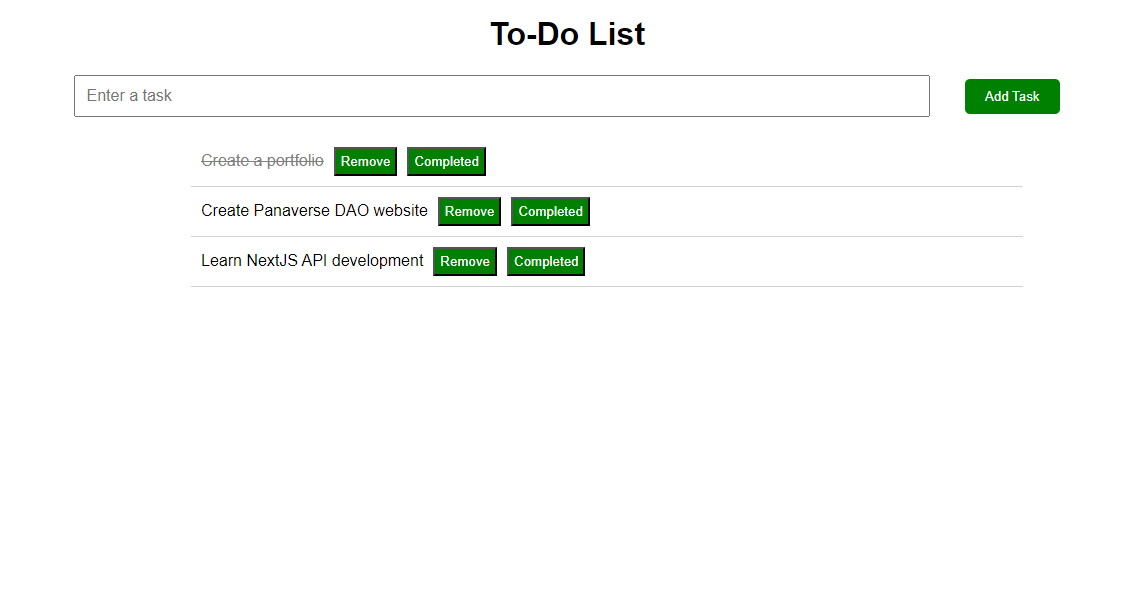 To-Do List
Enter a task Add Task
Create a portfolio Remove Completed
Create Panaverse DAO website Remove Completed
Learn NextJS API development Remove Completed